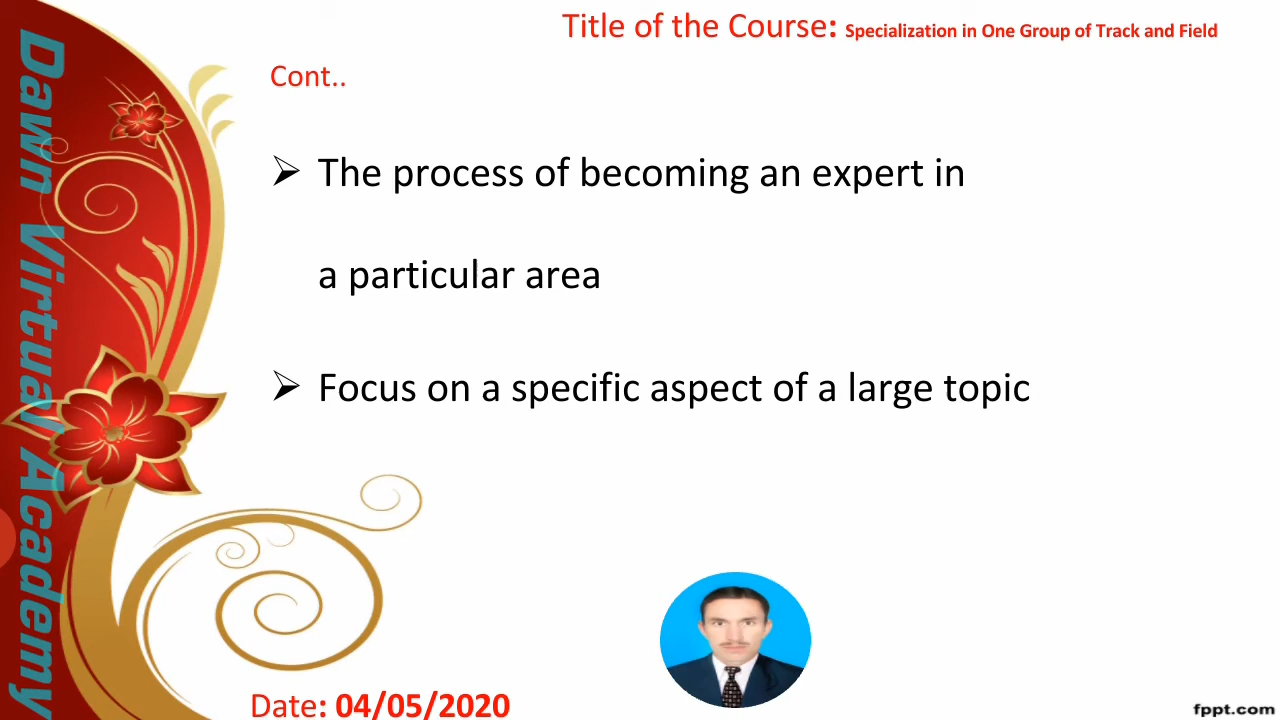 Title of the Course: Specialization in One Group of Track and Field
Cont..
➢ The process of becoming an expert in
a particular area
➢ Focus on a specific aspect of a large topic
Dawn Virtual Academy
Date: 04/05/2020
fppt.com